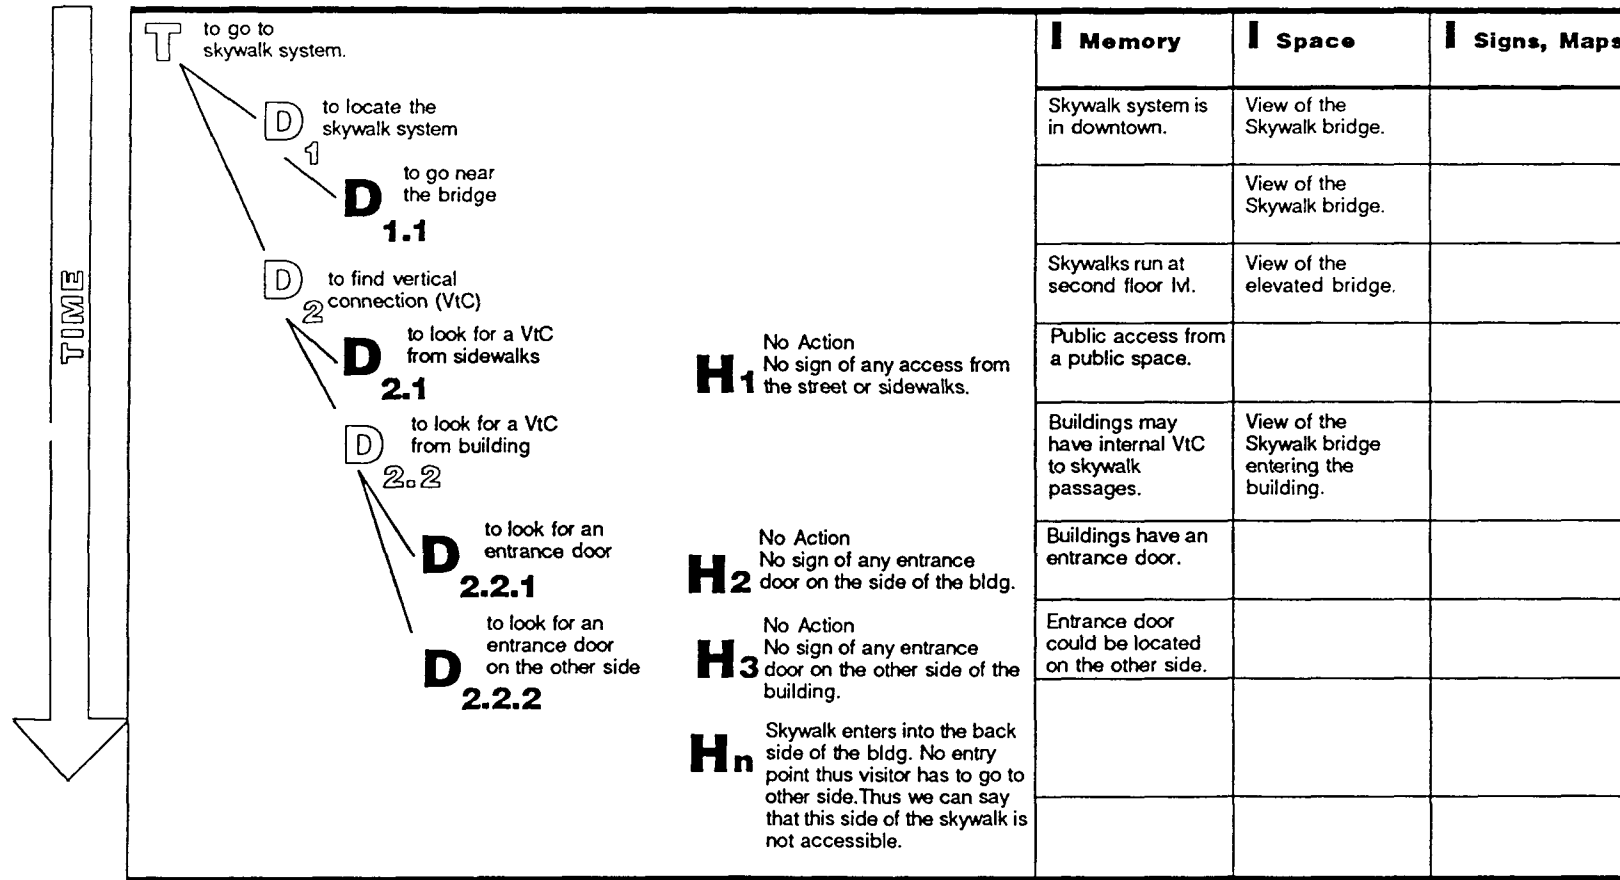 TIME
T to go to
skywalk system.
D1 to locate the
skywalk system
D1.1 to go near
the bridge
D2 to find vertical
connection (VtC)
D2.1 to look for a VtC
from sidewalks
H1 No Action
No sign of any access from
the street or sidewalks.
D2.2 to look for a VtC
from building
D2.2.1 to look for an
entrance door
H2 No Action
No sign of any entrance
door on the side of the bldg.
D2.2.2 to look for an
entrance door
on the other side
H3 No Action
No sign of any entrance
door on the other side of the
building.
Hn Skywalk enters into the back
side of the bldg. No entry
point thus visitor has to go to
other side.Thus we can say
that this side of the skywalk is
not accessible.
I Memory
I Space
I Signs, Maps
Skywalk system is
in downtown.
View of the
Skywalk bridge.
View of the
Skywalk bridge.
Skywalks run at
second floor lvl.
View of the
elevated bridge.
Public access from
a public space.
Buildings may
have internal VtC
to skywalk
passages.
View of the
Skywalk bridge
entering the
building.
Buildings have an
entrance door.
Entrance door
could be located
on the other side.